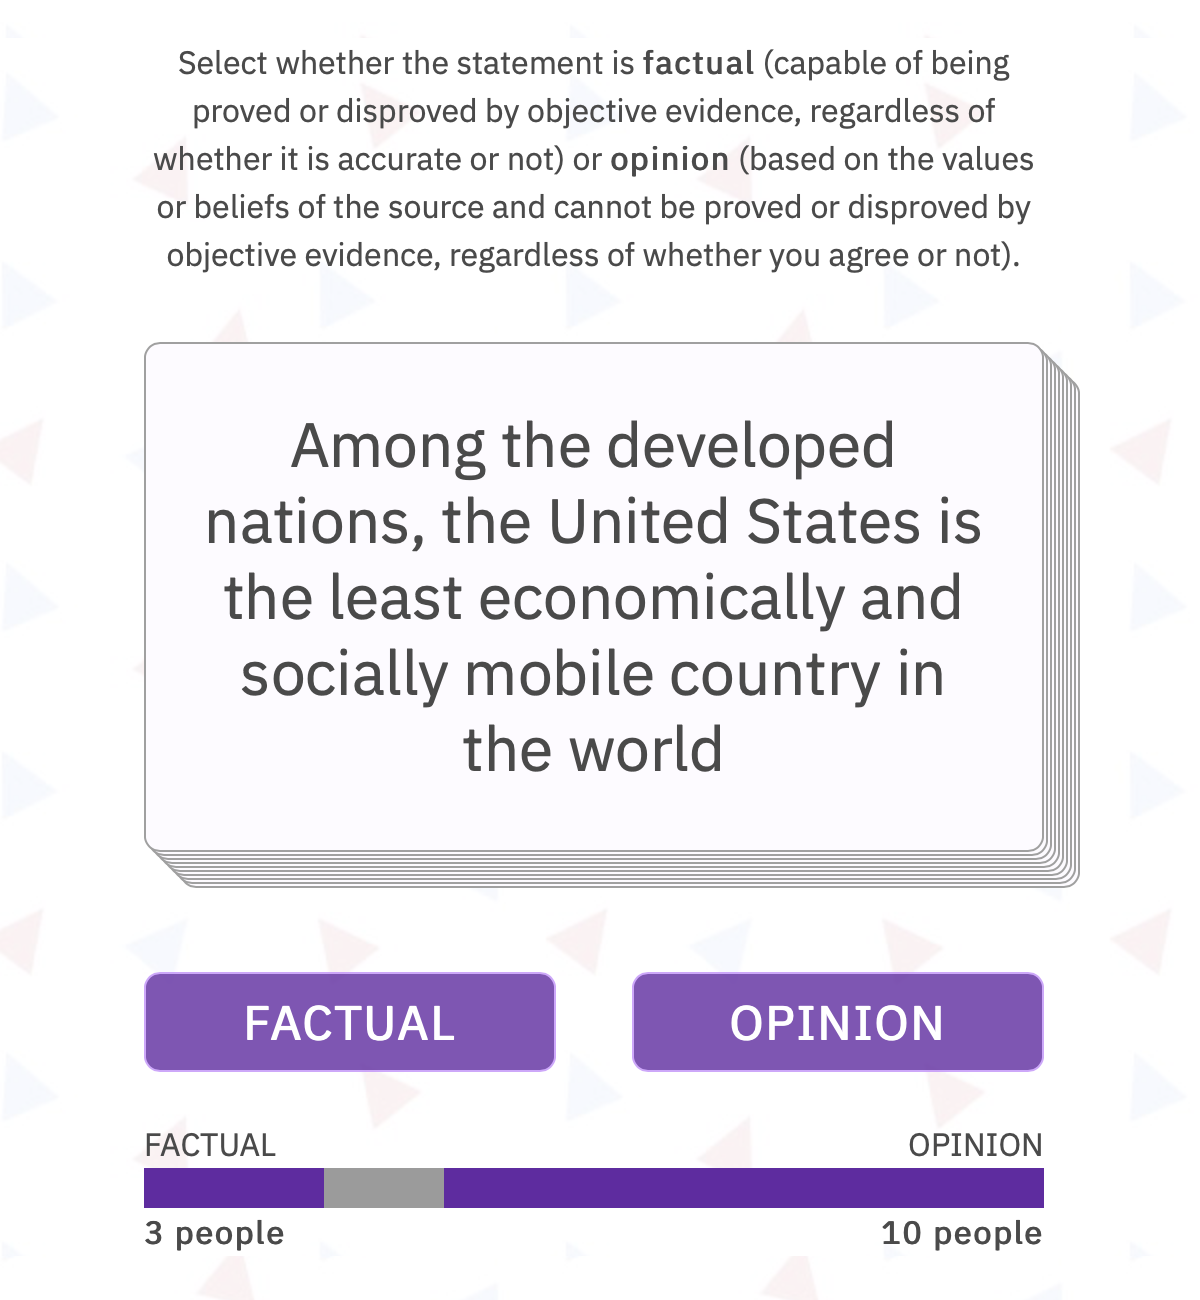 Select whether the statement is factual (capable of being
proved or disproved by objective evidence, regardless of
whether it is accurate or not) or opinion (based on the values
or beliefs of the source and cannot be proved or disproved by
objective evidence, regardless of whether you agree or not).
Among the developed
nations, the United States is
the least economically and
socially mobile country in
the world
FACTUAL
OPINION
FACTUAL
OPINION
3 people
10 people